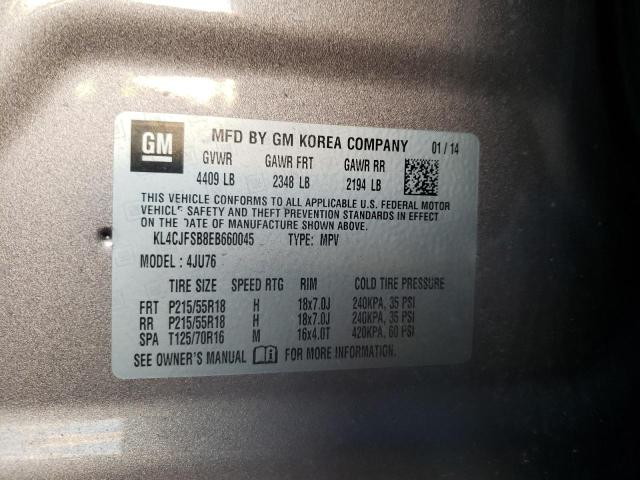 GM MFD BY GM KOREA COMPANY 01/14
GVWR GAWR FRT GAWR RR
4409 LB 2348 LB 2194 LB
THIS VEHICLE CONFORMS TO ALL APPLICABLE U.S. FEDERAL MOTOR
VEHICLE SAFETY AND THEFT PREVENTION STANDARDS IN EFFECT
ON THE DATE OF MANUFACTURE SHOWN ABOVE.
KL4CJFSB8EB660045 TYPE: MPV
MODEL : 4JU76
TIRE SIZE SPEED RTG RIM COLD TIRE PRESSURE
FRT P215/55R18 H 18x7.0J 240KPA, 35 PSI
RR P215/55R18 H 18x7.0J 240KPA, 35 PSI
SPA T125/70R16 M 16x4.0T 420KPA, 60 PSI
SEE OWNER'S MANUAL FOR MORE INFORMATION.